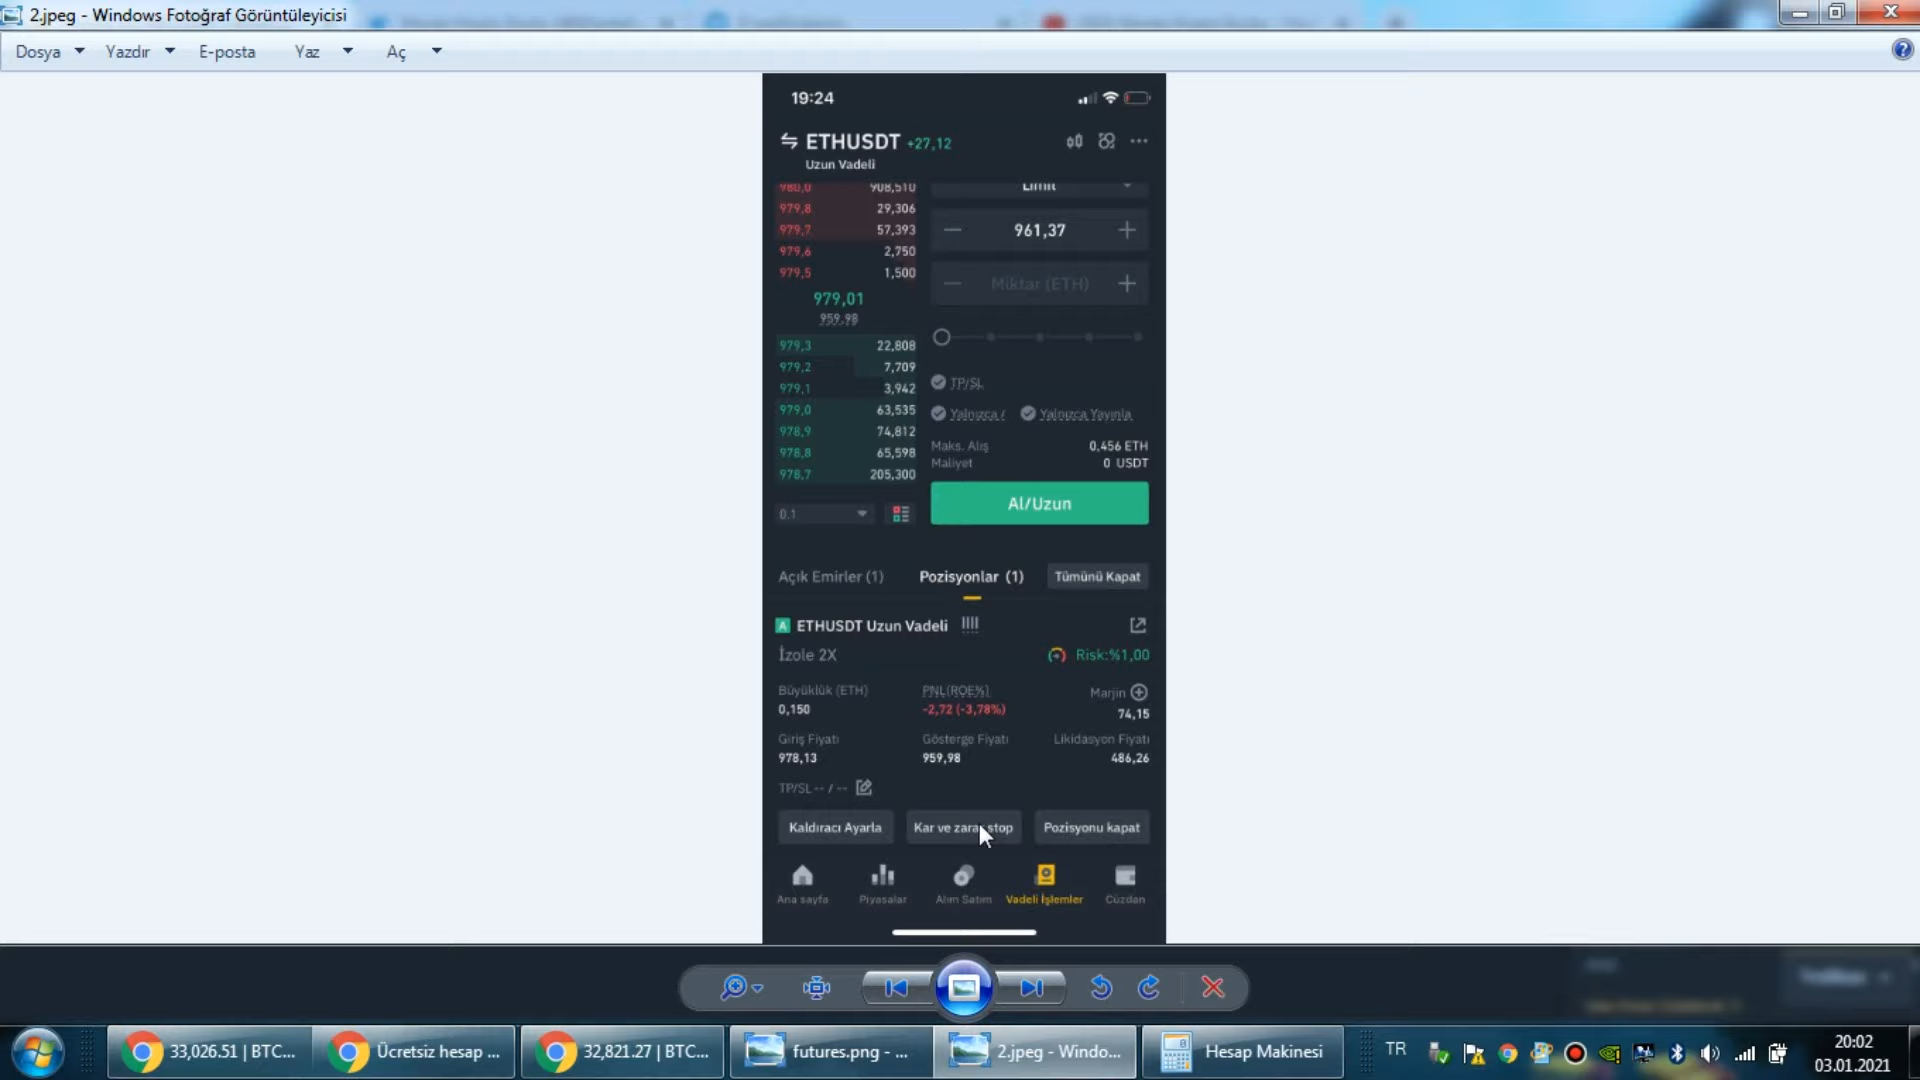 2.jpeg - Windows Fotoğraf Görüntüleyicisi
Dosya Yazdır E-posta Yaz Aç
19:24
ETHUSDT +27,12
Uzun Vadeli
980,0 908,510
979,8 29,306
979,7 57,393
979,6 2,750
979,5 1,500
979,01
959,98
979,3 22,808
979,2 7,709
979,1 3,942
979,0 63,535
978,9 74,812
978,8 65,598
978,7 205,300
0.1
Limit
961,37
Miktar (ETH)
TP/SL
Yalnızca / Yalnızca Yayınla
Maks. Alış 0,456 ETH
Maliyet 0 USDT
Al/Uzun
Açık Emirler (1) Pozisyonlar (1) Tümünü Kapat
A ETHUSDT Uzun Vadeli
İzole 2X Risk:%1,00
Büyüklük (ETH) PNL(ROE%) Marjin
0,150 -2,72 (-3,78%) 74,15
Giriş Fiyatı Gösterge Fiyatı Likidasyon Fiyatı
978,13 959,98 486,26
TP/SL -- / --
Kaldıracı Ayarla Kar ve zarar stop Pozisyonu kapat
Ana sayfa Piyasalar Alım Satım Vadeli İşlemler Cüzdan
33,026.51 | BTC... Ücretsiz hesap ... 32,821.27 | BTC... futures.png - ... 2.jpeg - Windo... Hesap Makinesi TR 20:02
03.01.2021